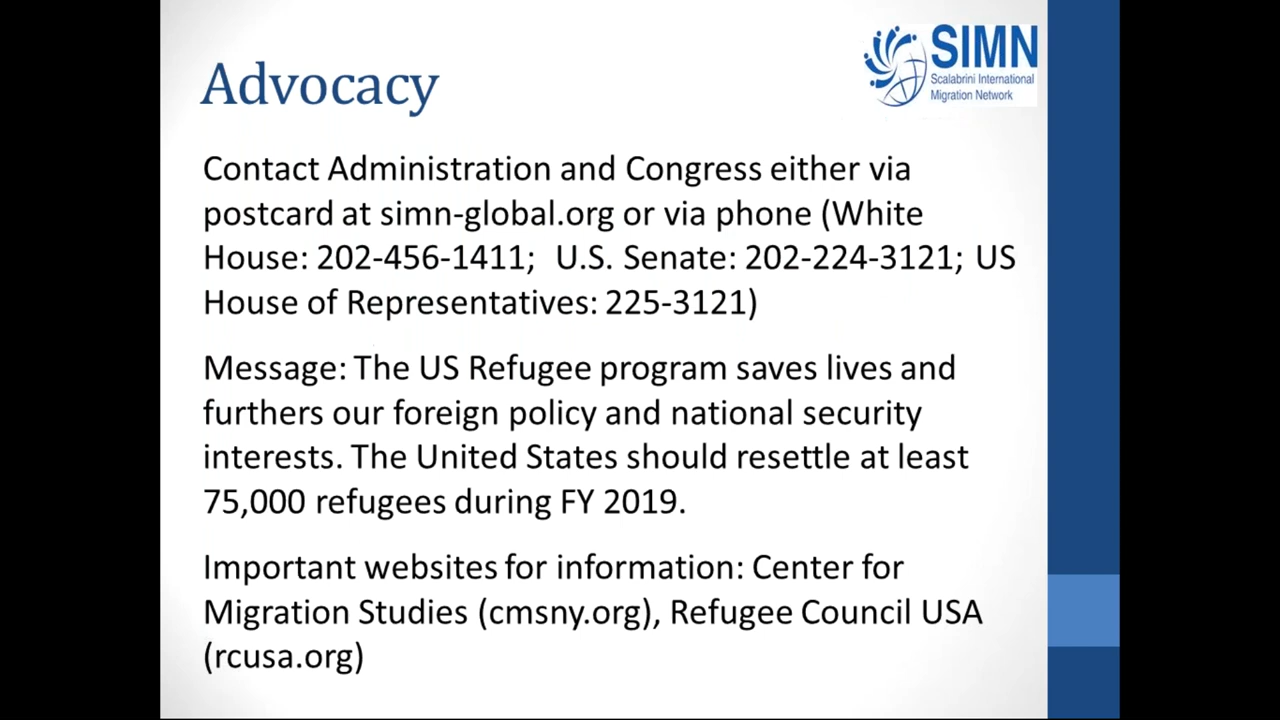 Advocacy
SIMN
Scalabrini International
Migration Network
Contact Administration and Congress either via
postcard at simn-global.org or via phone (White
House: 202-456-1411;  U.S. Senate: 202-224-3121; US
House of Representatives: 225-3121)
Message: The US Refugee program saves lives and
furthers our foreign policy and national security
interests. The United States should resettle at least
75,000 refugees during FY 2019.
Important websites for information: Center for
Migration Studies (cmsny.org), Refugee Council USA
(rcusa.org)